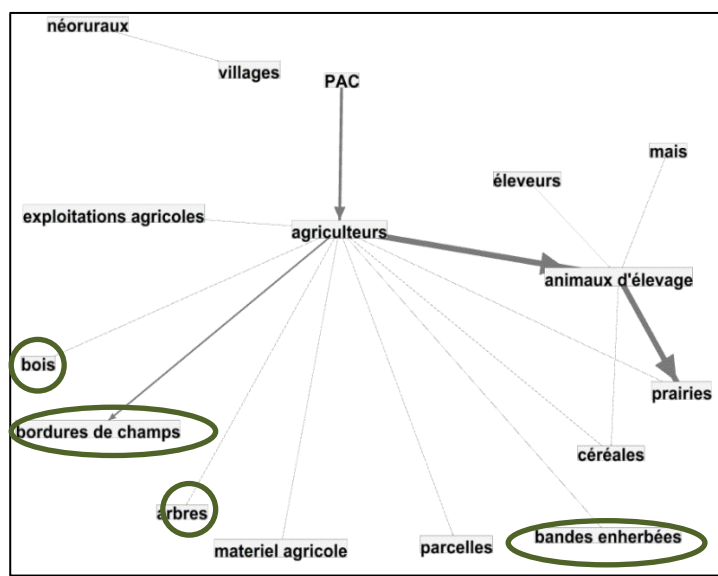 néoruraux
villages
PAC
mais
éleveurs
exploitations agricoles
agriculteurs
animaux d'élevage
bois
prairies
bordures de champs
céréales
arbres
bandes enherbées
materiel agricole
parcelles